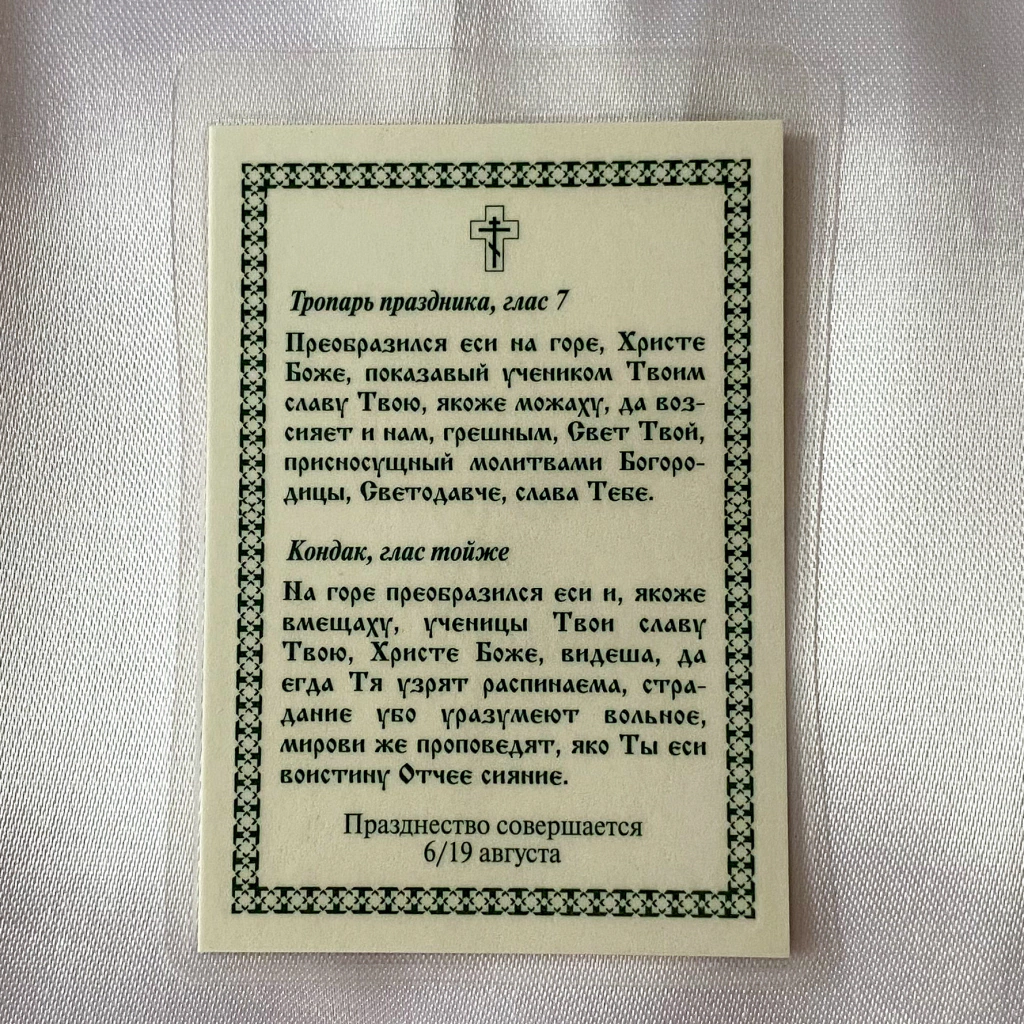 Тропарь праздника, глас 7
Преобразился еси на горе, Христе
Боже, показавый учеником Твоим
славу Твою, якоже можаху, да воз-
сияет и нам, грешным, Свет Твой,
присносущный молитвами Богоро-
дицы, Светодавче, слава Тебе.
Кондак, глас тойже
На горе преобразился еси и, якоже
вмещаху, ученицы Твои славу
Твою, Христе Боже, видеша, да
егда Тя узрят распинаема, стра-
дание убо уразумеют вольное,
мирови же проповедят, яко Ты еси
воистину Отчее сияние.
Празднество совершается
6/19 августа